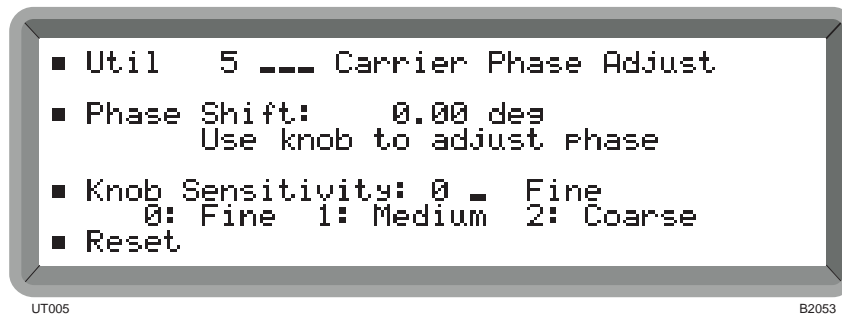 ▪ Util 5 ___ Carrier Phase Adjust
▪ Phase Shift: 0.00 deg
Use knob to adjust phase
▪ Knob Sensitivity: 0 _ Fine
0: Fine 1: Medium 2: Coarse
▪ Reset
UT005 B2053